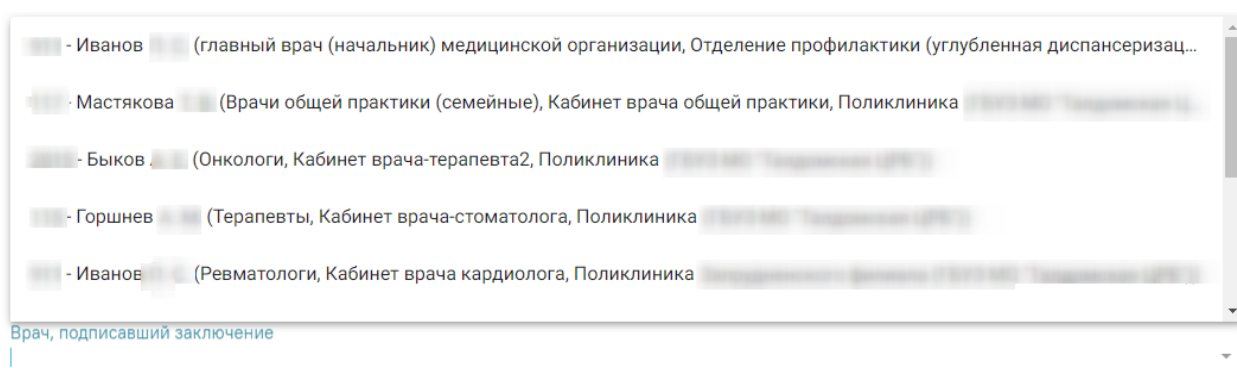 - Иванов (главный врач (начальник) медицинской организации, Отделение профилактики (углубленная диспансеризац...
- Мастякова (Врачи общей практики (семейные), Кабинет врача общей практики, Поликлиника
- Быков (Онкологи, Кабинет врача-терапевта2, Поликлиника
- Горшнев (Терапевты, Кабинет врача-стоматолога, Поликлиника
- Иванов (Ревматологи, Кабинет врача кардиолога, Поликлиника
Врач, подписавший заключение